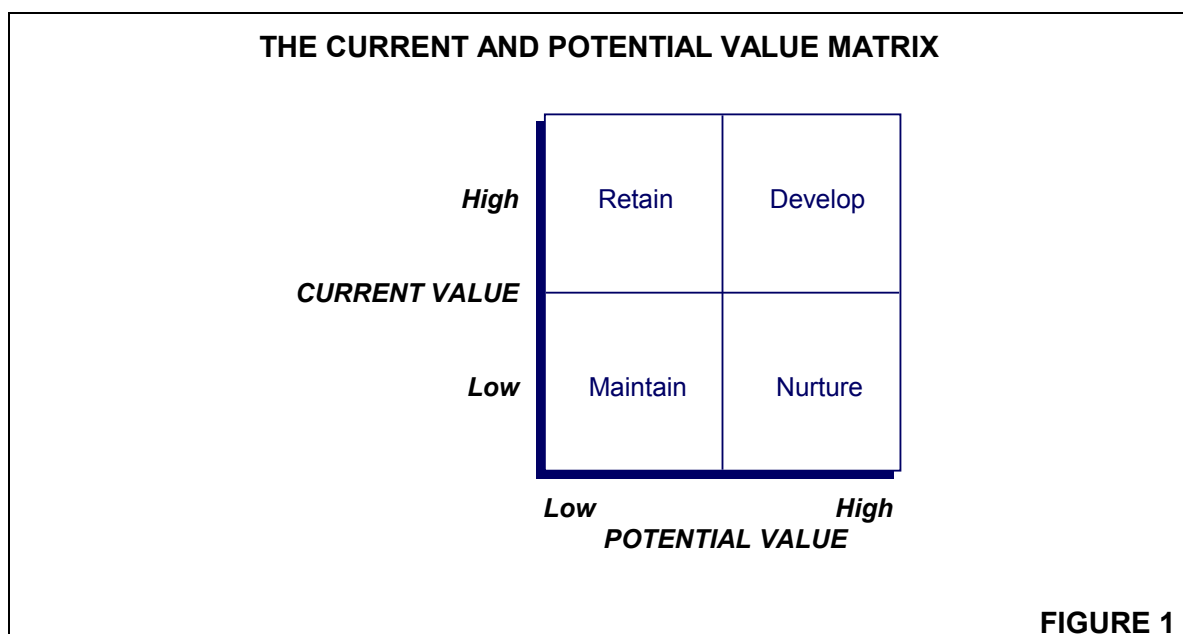 THE CURRENT AND POTENTIAL VALUE MATRIX
High
Retain
Develop
CURRENT VALUE
Low
Maintain
Nurture
Low
High
POTENTIAL VALUE
FIGURE 1